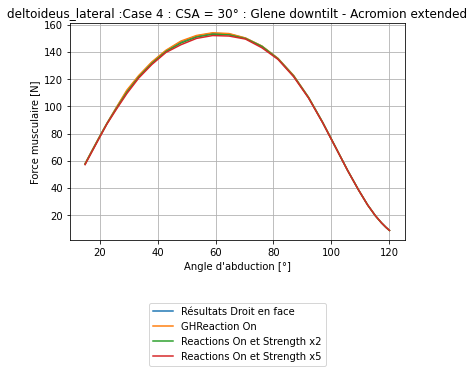 deltoideus_lateral :Case 4 : CSA = 30° : Glene downtilt - Acromion extended
Force musculaire [N]
160
140
120
100
80
60
40
20
20 40 60 80 100 120
Angle d'abduction [°]
Résultats Droit en face
GHReaction On
Reactions On et Strength x2
Reactions On et Strength x5